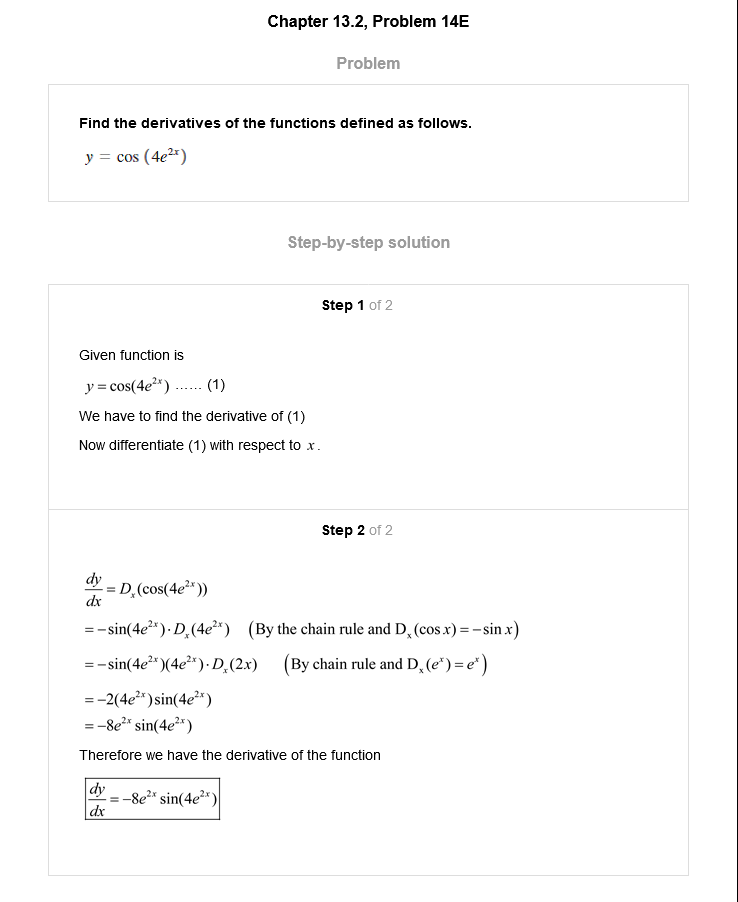 Chapter 13.2, Problem 14E
Problem
Find the derivatives of the functions defined as follows.
y = cos (4e^{2x})
Step-by-step solution
Step 1 of 2
Given function is
y = cos(4e^{2x}) ...... (1)
We have to find the derivative of (1)
Now differentiate (1) with respect to x.
Step 2 of 2
dy/dx = D_x(cos(4e^{2x}))
= −sin(4e^{2x})·D_x(4e^{2x}) (By the chain rule and D_x(cos x) = −sin x)
= −sin(4e^{2x})(4e^{2x})·D_x(2x) (By chain rule and D_x(e^x) = e^x)
= −2(4e^{2x})sin(4e^{2x})
= −8e^{2x} sin(4e^{2x})
Therefore we have the derivative of the function
dy/dx = −8e^{2x} sin(4e^{2x})